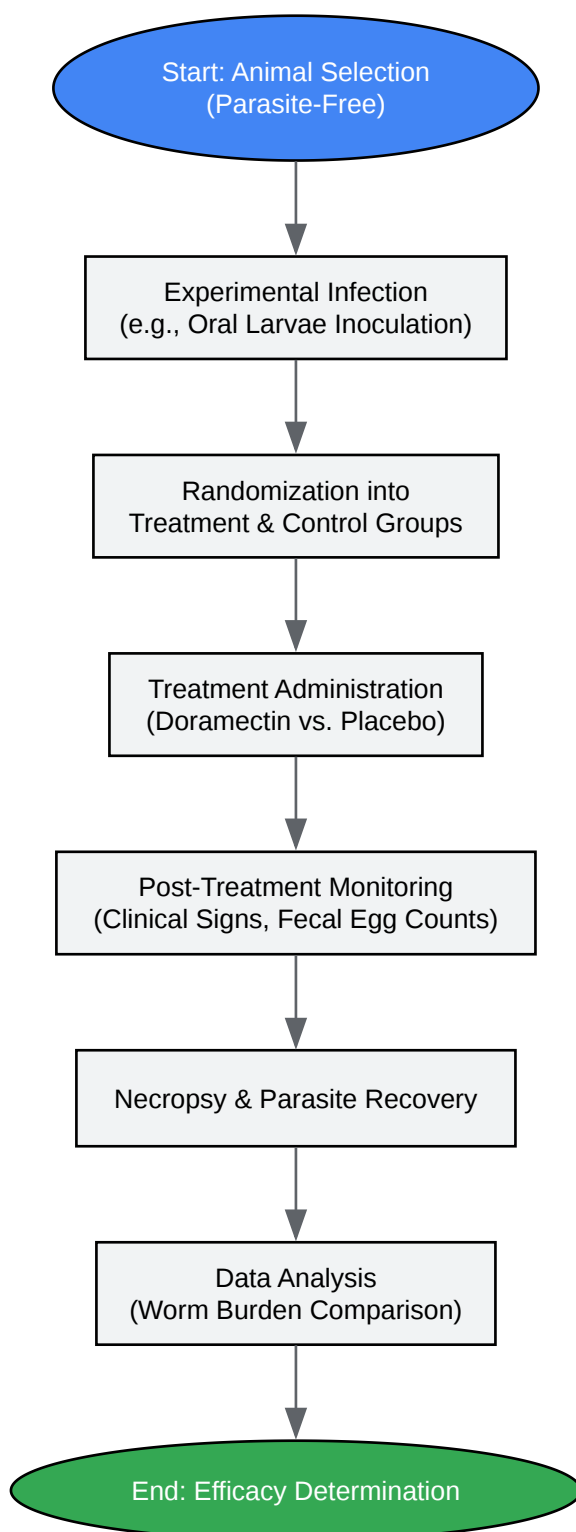 Start: Animal Selection
(Parasite-Free)
Experimental Infection
(e.g., Oral Larvae Inoculation)
Randomization into
Treatment & Control Groups
Treatment Administration
(Doramectin vs. Placebo)
Post-Treatment Monitoring
(Clinical Signs, Fecal Egg Counts)
Necropsy & Parasite Recovery
Data Analysis
(Worm Burden Comparison)
End: Efficacy Determination